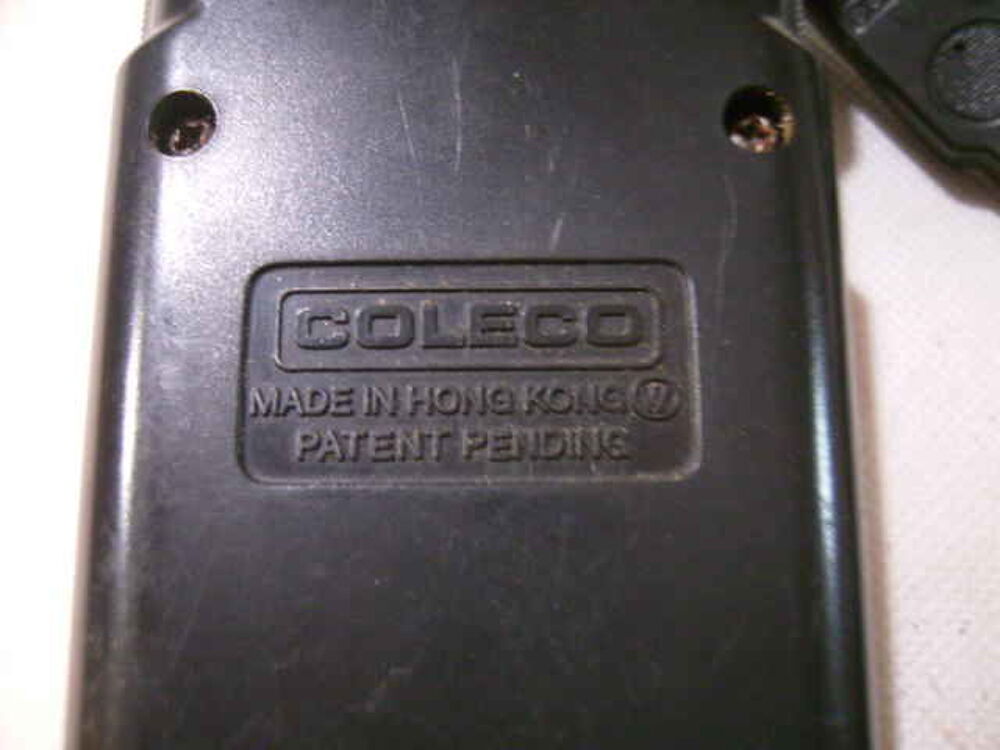 COLECO
MADE IN HONG KONG
PATENT PENDING